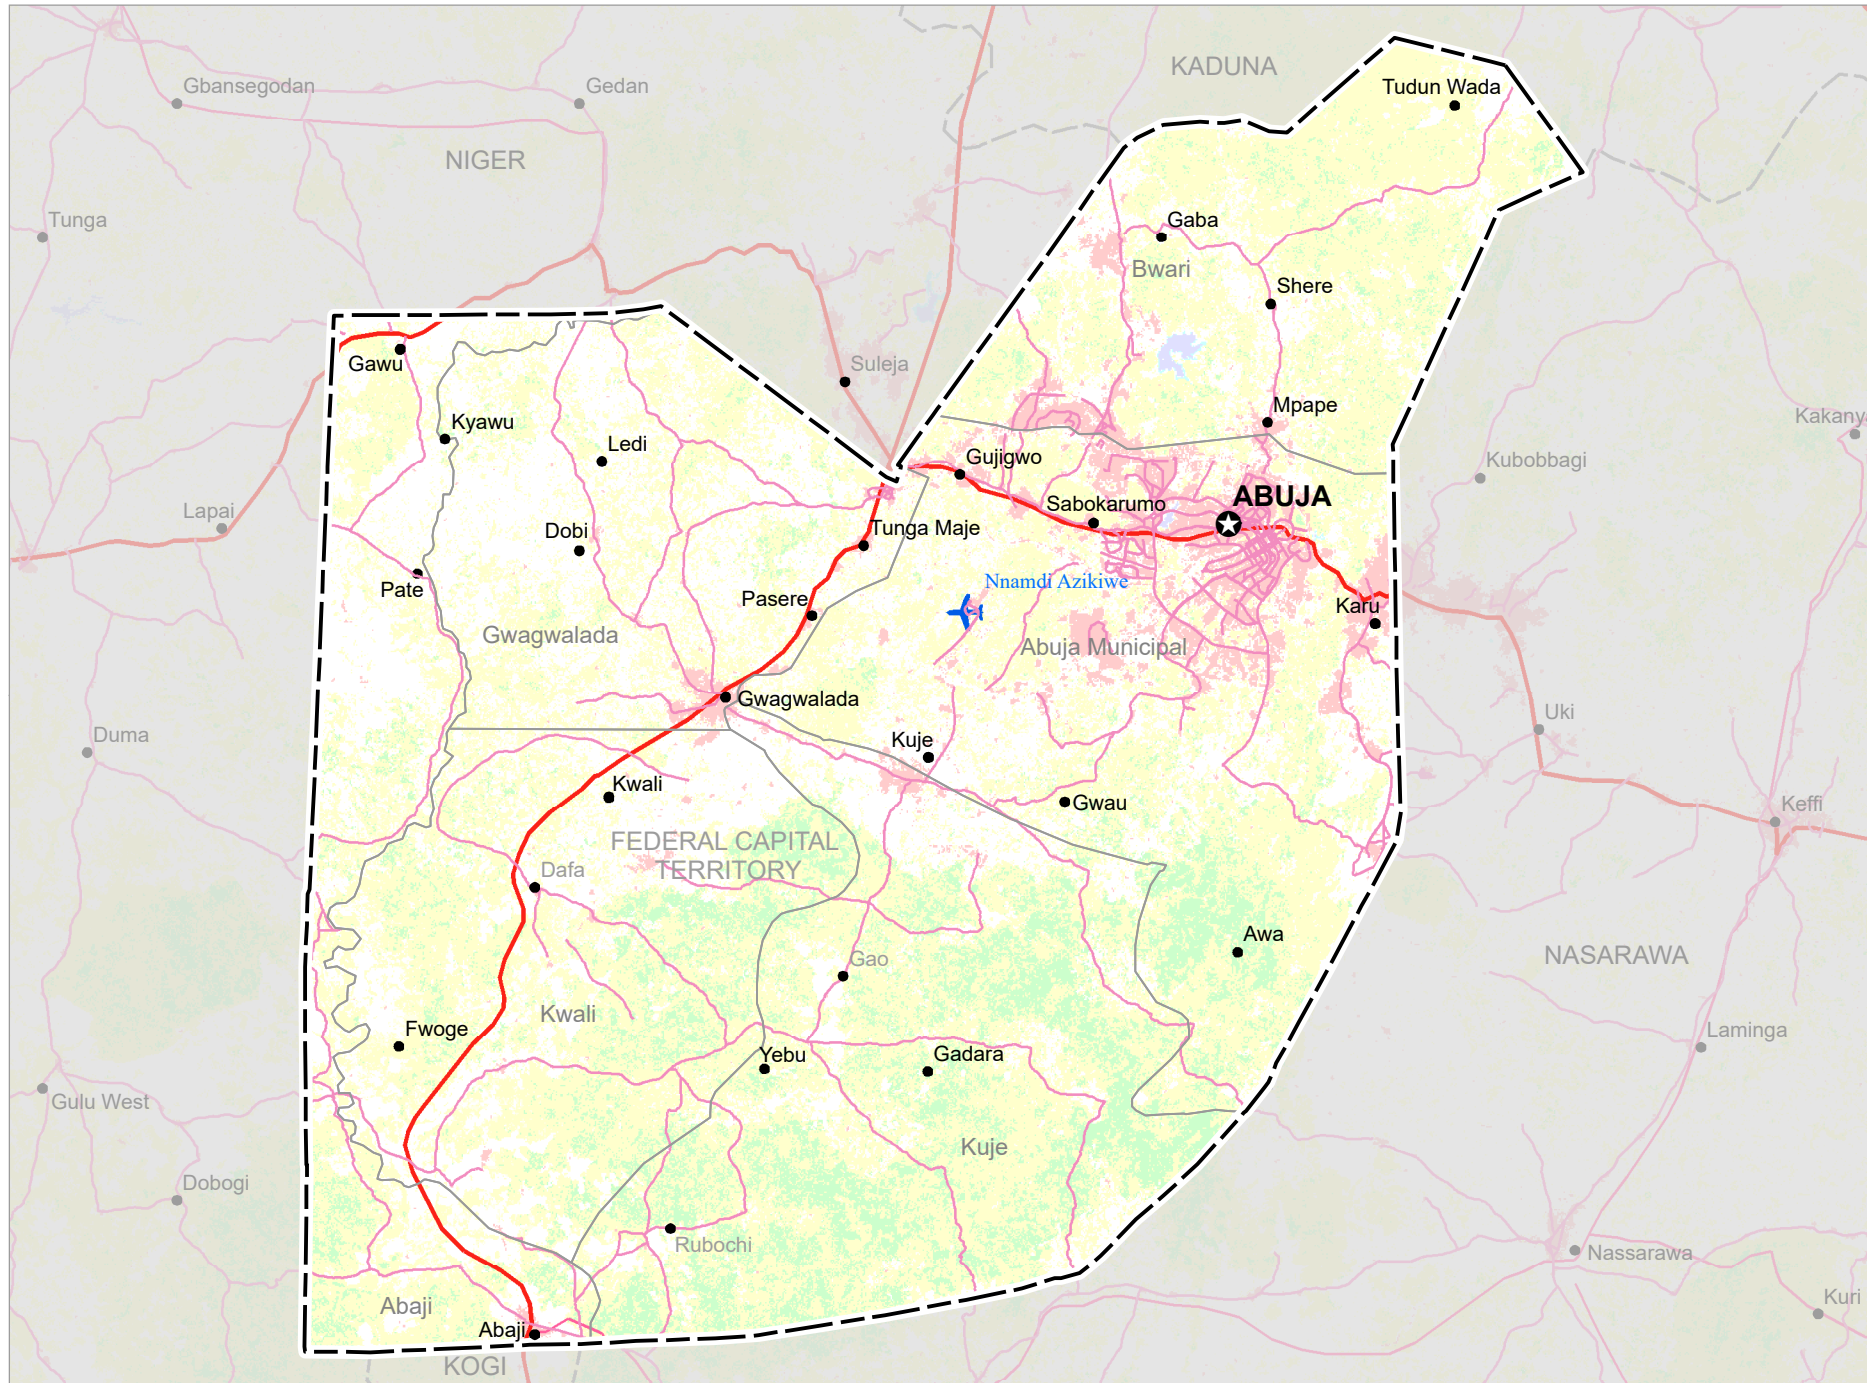 KADUNA
Tudun Wada
Gbansegodan
Gedan
NIGER
Tunga
Gaba
Bwari
Shere
Gawu
Suleja
Kyawu
Ledi
Mpape
Kakany
Gujigwo
Kubobbagi
ABUJA
Lapai
Sabokarumo
Dobi
Tunga Maje
Pate
Nnamdi Azikiwe
Pasere
Karu
Gwagwalada
Abuja Municipal
Gwagwalada
Uki
Duma
Kuje
Kwali
Gwau
Keffi
FEDERAL CAPITAL
TERRITORY
Dafa
Awa
Gao
NASARAWA
Kwali
Fwoge
Yebu
Gadara
Laminga
Gulu West
Kuje
Dobogi
Rubochi
Nassarawa
Abaji
Kuri
Abaji
KOGI